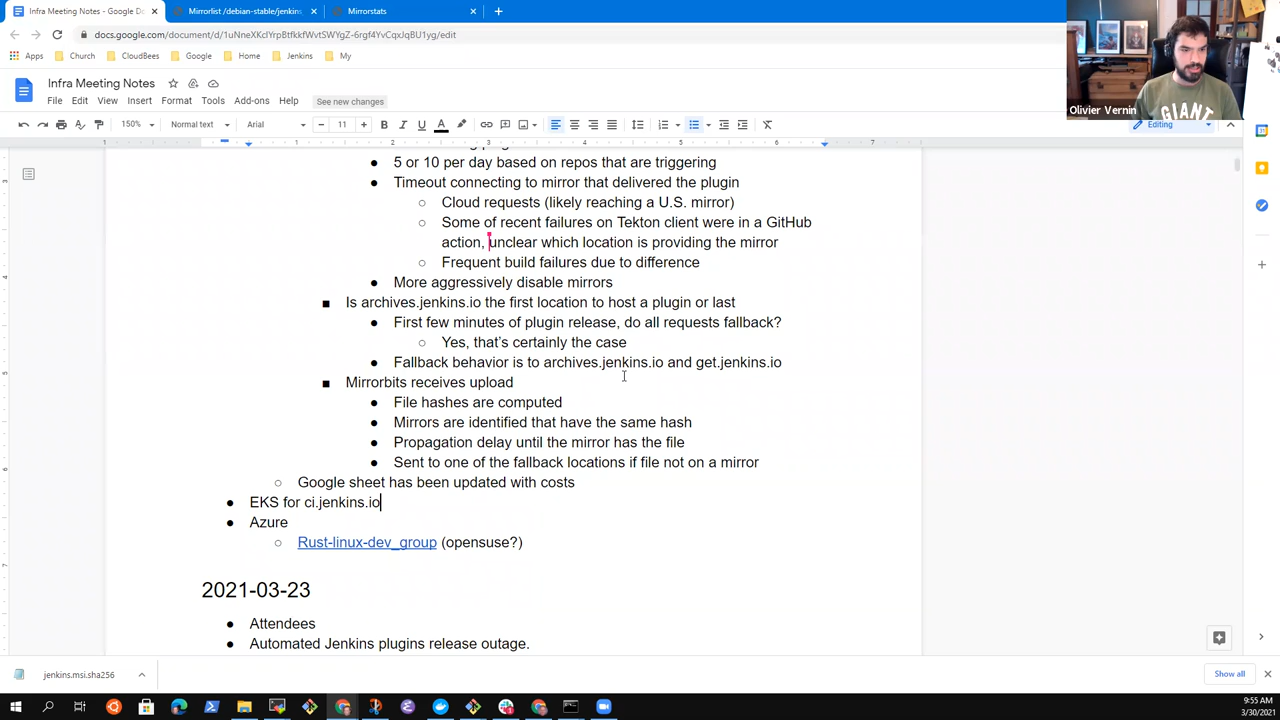 Infra Meeting Notes - Google Do
Mirrorlist /debian-stable/jenkins_
Mirrorstats
docs.google.com/document/d/1uNneXKclYrpBtfkkfWvtSWYgZ-6rgf4YvCqxJqBU1yg/edit
Apps
Church
CloudBees
Google
Home
Jenkins
My
Infra Meeting Notes
File Edit View Insert Format Tools Add-ons Help
See new changes
150%
Normal text
Arial
11
Editing
Olivier Vernin
GIANT
• 5 or 10 per day based on repos that are triggering
• Timeout connecting to mirror that delivered the plugin
○ Cloud requests (likely reaching a U.S. mirror)
○ Some of recent failures on Tekton client were in a GitHub
action, unclear which location is providing the mirror
○ Frequent build failures due to difference
• More aggressively disable mirrors
■ Is archives.jenkins.io the first location to host a plugin or last
• First few minutes of plugin release, do all requests fallback?
○ Yes, that’s certainly the case
• Fallback behavior is to archives.jenkins.io and get.jenkins.io
■ Mirrorbits receives upload
• File hashes are computed
• Mirrors are identified that have the same hash
• Propagation delay until the mirror has the file
• Sent to one of the fallback locations if file not on a mirror
○ Google sheet has been updated with costs
• EKS for ci.jenkins.io
• Azure
○ Rust-linux-dev_group (opensuse?)
2021-03-23
• Attendees
• Automated Jenkins plugins release outage.
jenkins.msi.sha256
Show all
9:55 AM
3/30/2021